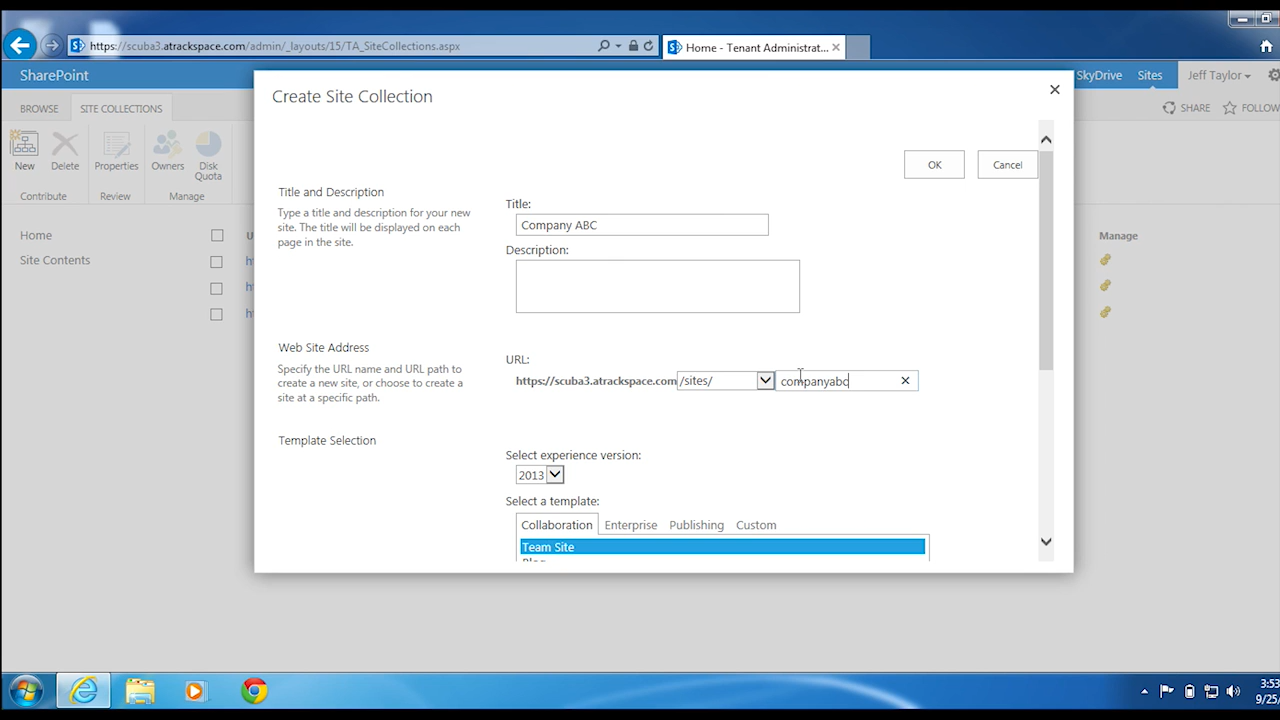 https://scuba3.atrackspace.com/admin/_layouts/15/TA_SiteCollections.aspx
Home - Tenant Administrat...
SharePoint
SkyDrive
Sites
Jeff Taylor
BROWSE
SITE COLLECTIONS
SHARE
FOLLOW
New
Delete
Properties
Owners
Disk
Quota
Contribute
Review
Manage
Home
Site Contents
U
Manage
Create Site Collection
OK
Cancel
Title and Description
Type a title and description for your new
site. The title will be displayed on each
page in the site.
Title:
Company ABC
Description:
Web Site Address
Specify the URL name and URL path to
create a new site, or choose to create a
site at a specific path.
URL:
https://scuba3.atrackspace.com
/sites/
companyabc
Template Selection
Select experience version:
2013
Select a template:
Collaboration
Enterprise
Publishing
Custom
Team Site
Blog
3:53
9/25/